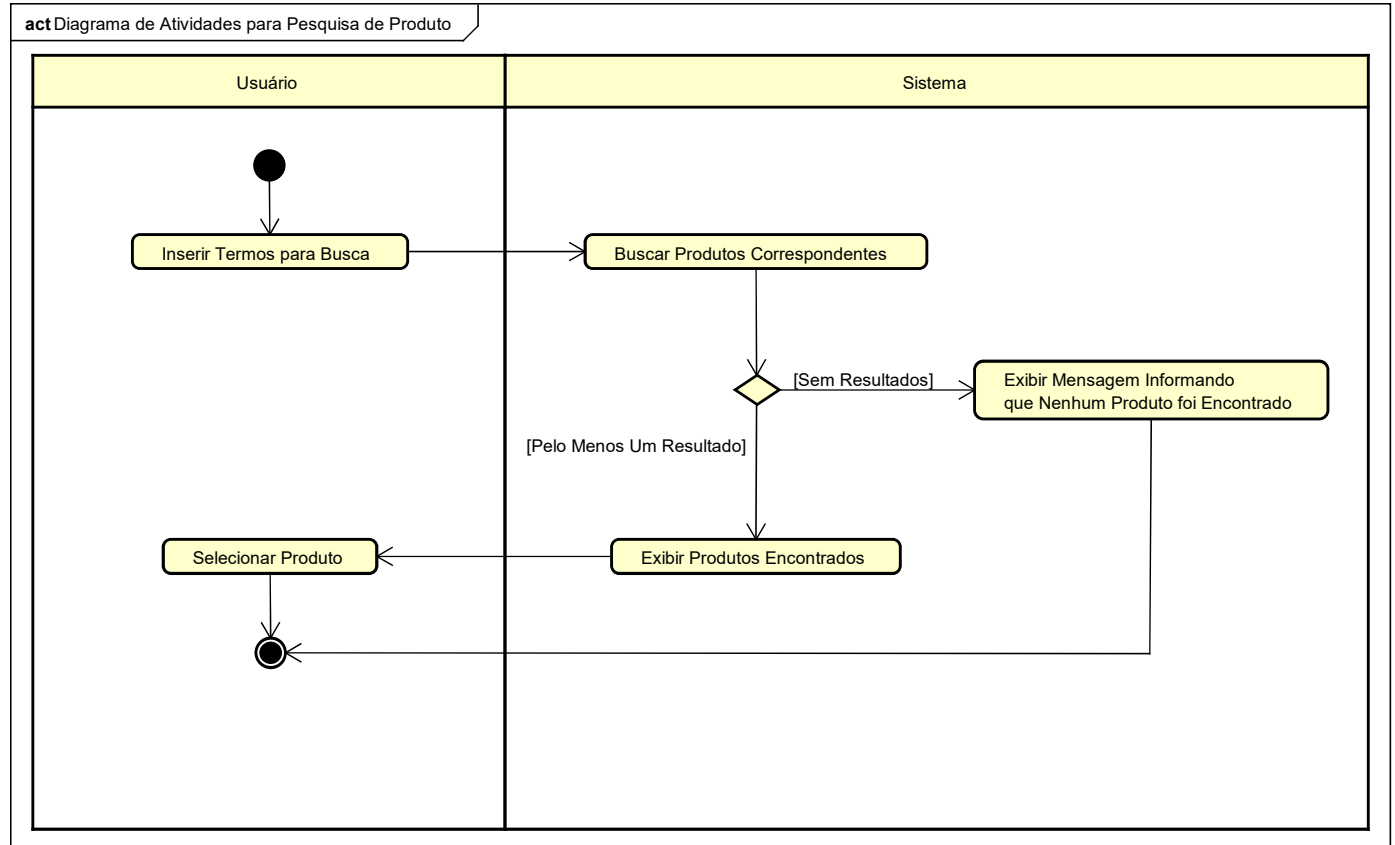 act Diagrama de Atividades para Pesquisa de Produto
Usuário
Sistema
Inserir Termos para Busca
Buscar Produtos Correspondentes
[Sem Resultados]
Exibir Mensagem Informando
que Nenhum Produto foi Encontrado
[Pelo Menos Um Resultado]
Selecionar Produto
Exibir Produtos Encontrados